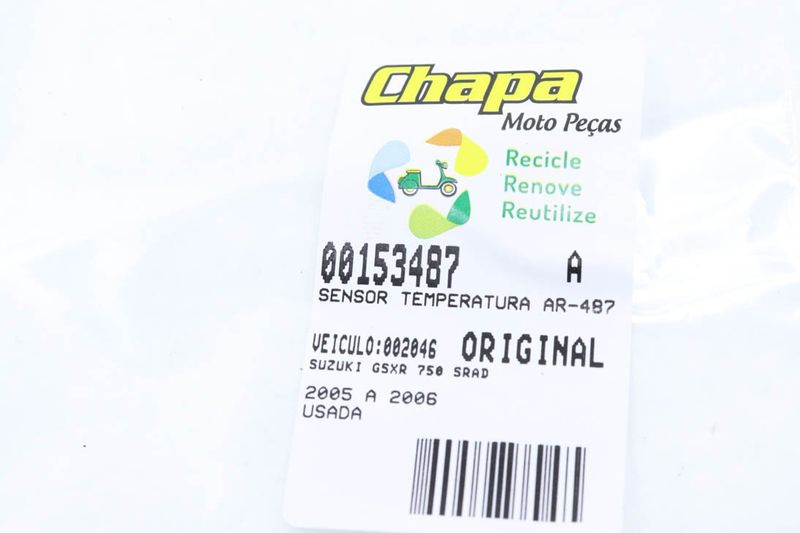 Chapa
Moto Peças
Recicle
Renove
Reutilize
00153487 A
SENSOR TEMPERATURA AR-487
VEICULO:002046 ORIGINAL
SUZUKI GSXR 750 SRAD
2005 A 2006
USADA